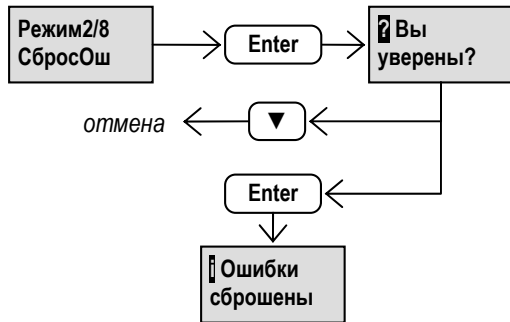 Режим2/8
СбросОш
Enter
? Вы
уверены?
отмена
▼
Enter
i Ошибки
сброшены